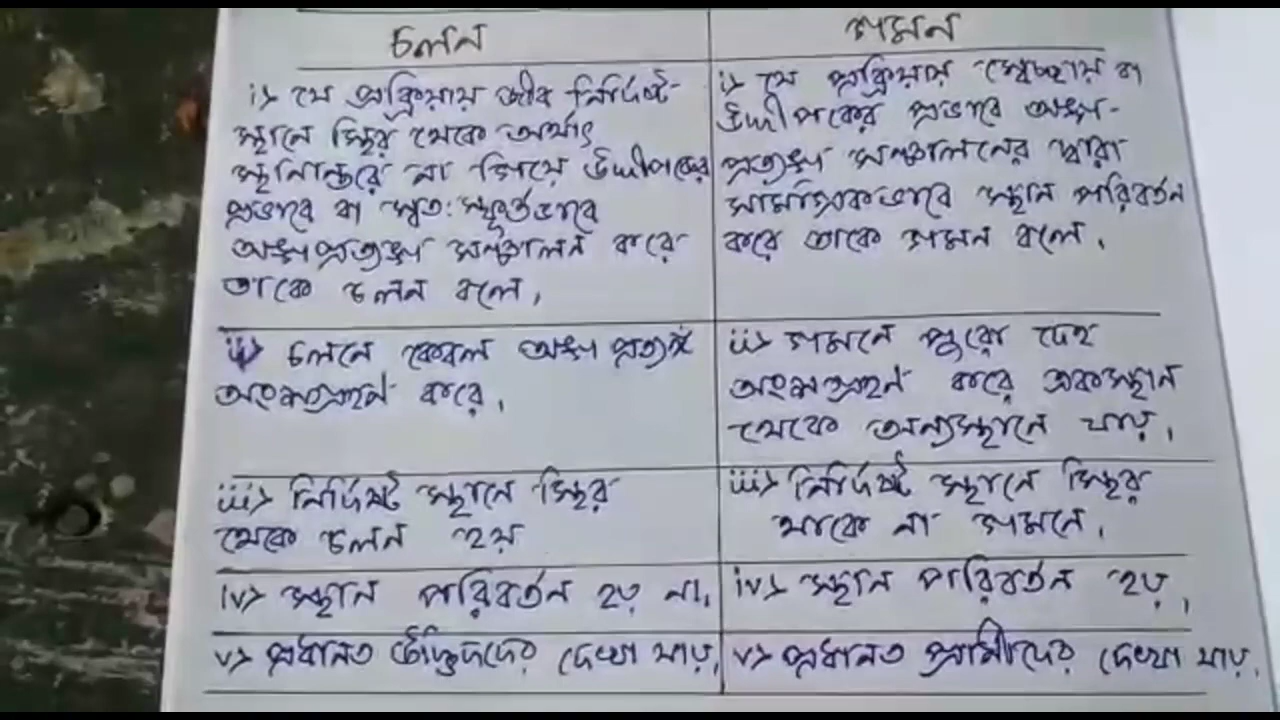 চলন
i> যে প্রক্রিয়ায় জীব নির্দিষ্ট
স্থানে স্থির থেকে অর্থাৎ
স্থানান্তরে না গিয়ে উদ্দীপকের
প্রভাবে বা স্বতঃস্ফূর্তভাবে
অঙ্গপ্রত্যঙ্গ সঞ্চালন করে
তাকে চলন বলে।
গমন
i> যে প্রক্রিয়ায় স্বেচ্ছায় বা
উদ্দীপকের প্রভাবে অঙ্গ-
প্রত্যঙ্গ সঞ্চালনের দ্বারা
সামগ্রিকভাবে স্থান পরিবর্তন
করে তাকে গমন বলে।
ii> চলনে কেবল অঙ্গ প্রত্যঙ্গ
অংশগ্রহন করে।
ii> গমনে পুরো দেহ
অংশগ্রহন করে একস্থান
থেকে অন্যস্থানে যায়।
iii> নির্দিষ্ট স্থানে স্থির
থেকে চলন হয়
iii> নির্দিষ্ট স্থানে স্থির
থাকে না গমনে।
iv> স্থান পরিবর্তন হয় না।
iv> স্থান পরিবর্তন হয়।
v> প্রধানত উদ্ভিদদের দেখা যায়।
v> প্রধানত প্রাণীদের দেখা যায়।